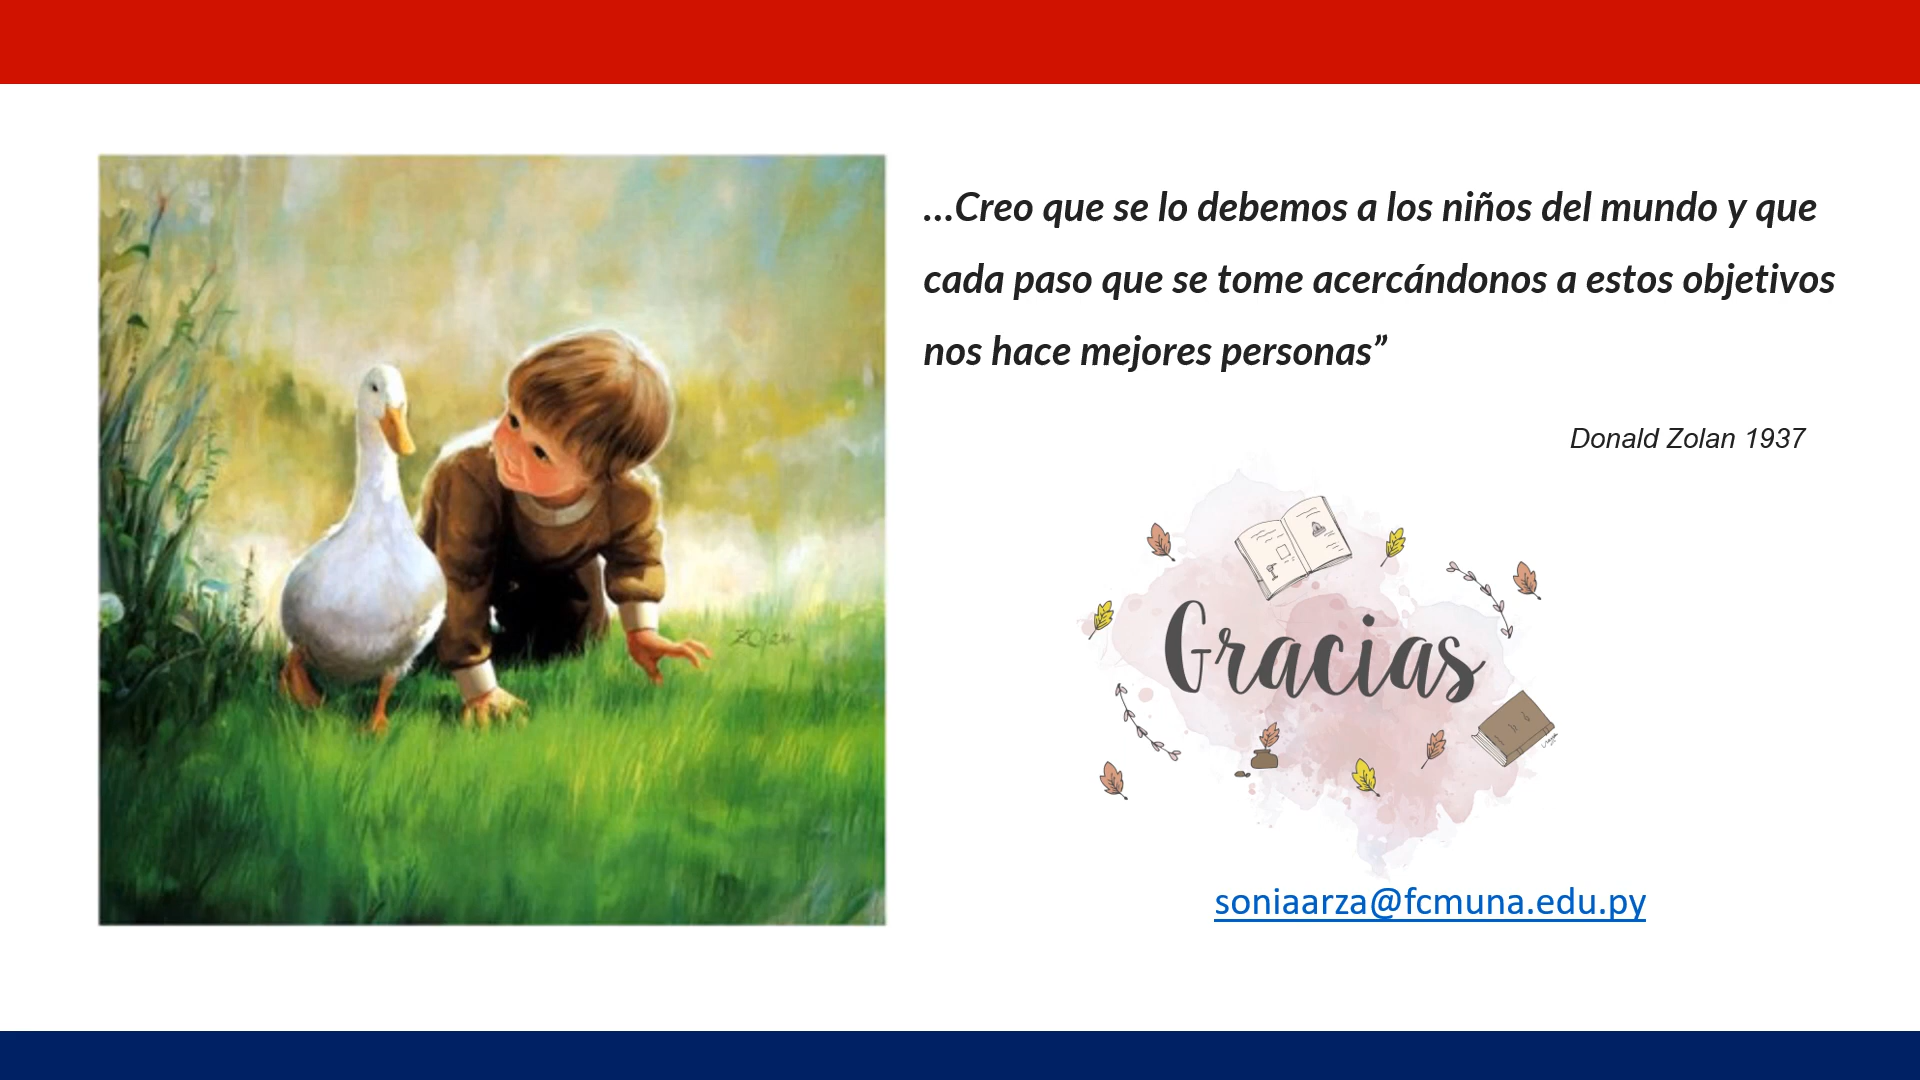 ...Creo que se lo debemos a los niños del mundo y que
cada paso que se tome acercándonos a estos objetivos
nos hace mejores personas”
Donald Zolan 1937
Zolan
Gracias
soniaarza@fcmuna.edu.py